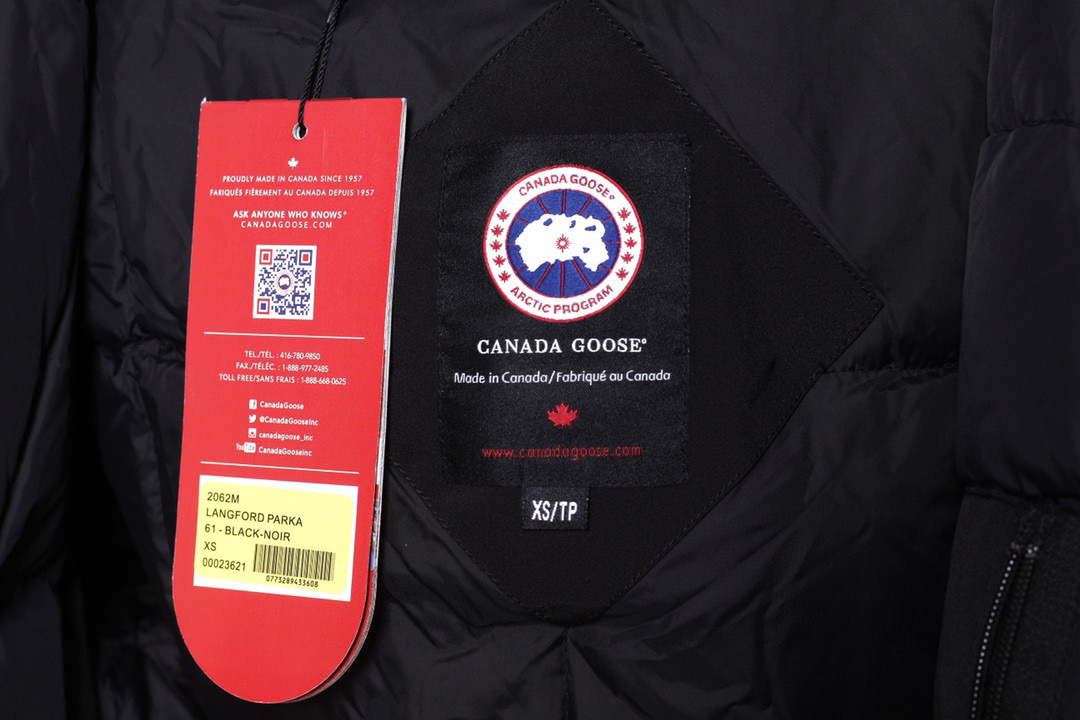 PROUDLY MADE IN CANADA SINCE 1957
FARIQUÉS FIÈREMENT AU CANADA DEPUIS 1957
ASK ANYONE WHO KNOWS®
CANADAGOOSE.COM
TEL./TÉL. : 416-780-9850
FAX./TÉLÉC. : 1-888-977-2485
TOLL FREE/SANS FRAIS : 1-888-668-0625
CanadaGoose
@CanadaGooseInc
canadagoose_inc
YouTube CanadaGooseinc
2062M
LANGFORD PARKA
61 - BLACK-NOIR
XS
00023621
0773289433608
CANADA GOOSE®
ARCTIC PROGRAM
CANADA GOOSE®
Made in Canada/Fabriqué au Canada
www.canadagoose.com
XS/TP